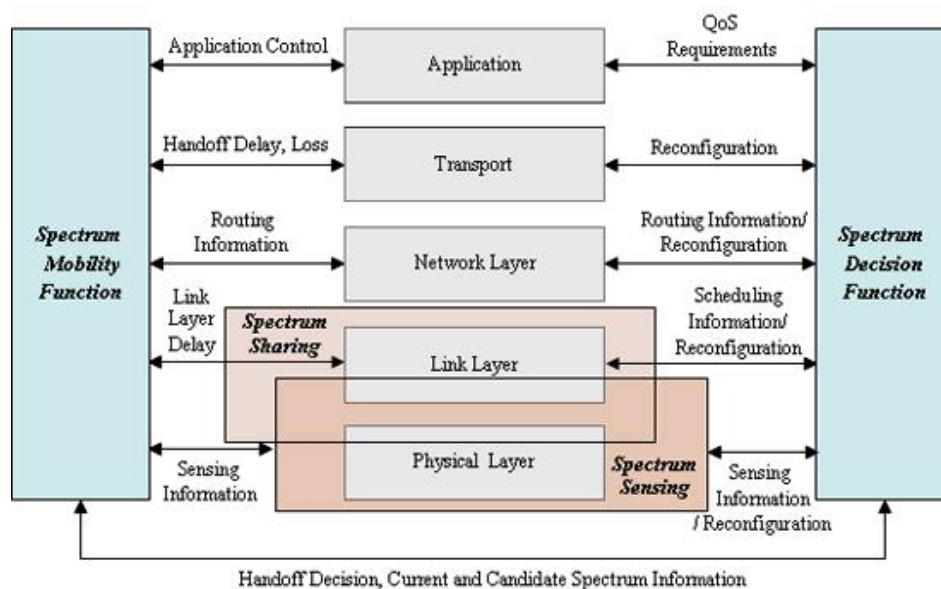 Application Control
Application
QoS
Requirements
Handoff Delay, Loss
Transport
Reconfiguration
Spectrum
Mobility
Function
Routing
Information
Network Layer
Routing Information/
Reconfiguration
Spectrum
Decision
Function
Link
Layer
Delay
Spectrum
Sharing
Link Layer
Scheduling
Information/
Reconfiguration
Sensing
Information
Physical Layer
Spectrum
Sensing
Sensing
Information
/ Reconfiguration
Handoff Decision, Current and Candidate Spectrum Information